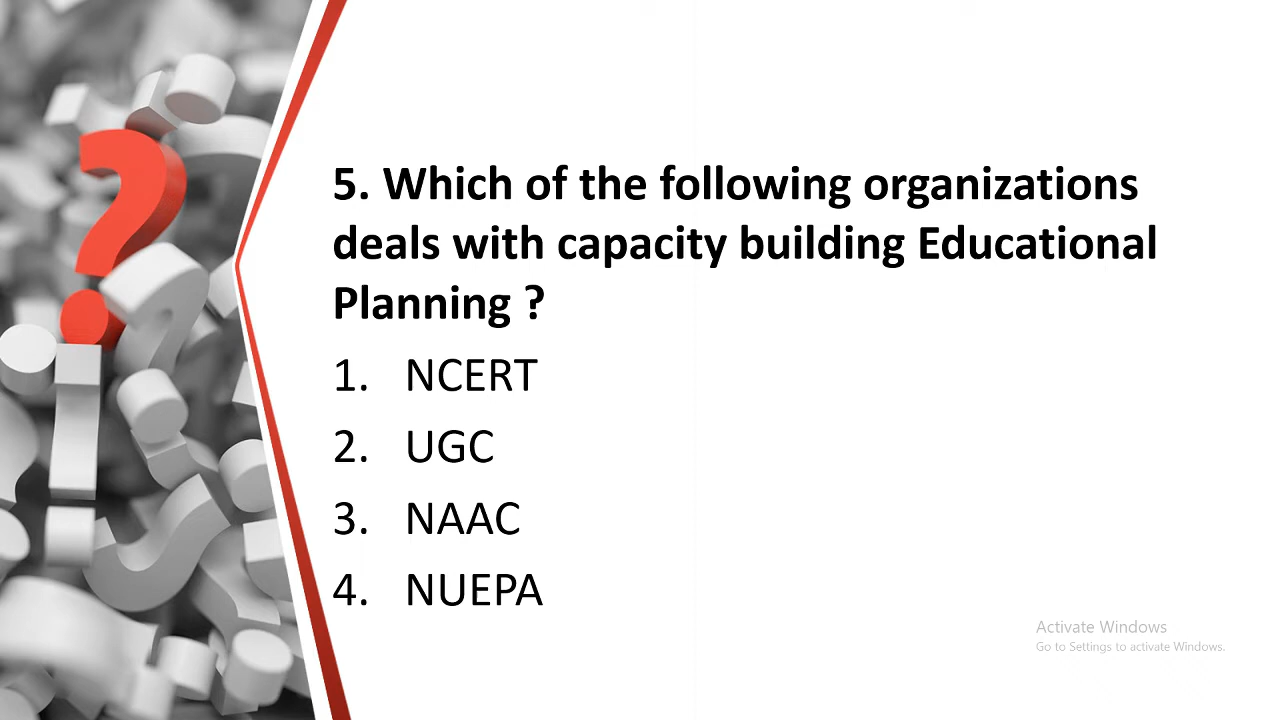 5. Which of the following organizations
deals with capacity building Educational
Planning ?
1. NCERT
2. UGC
3. NAAC
4. NUEPA
Activate Windows
Go to Settings to activate Windows.